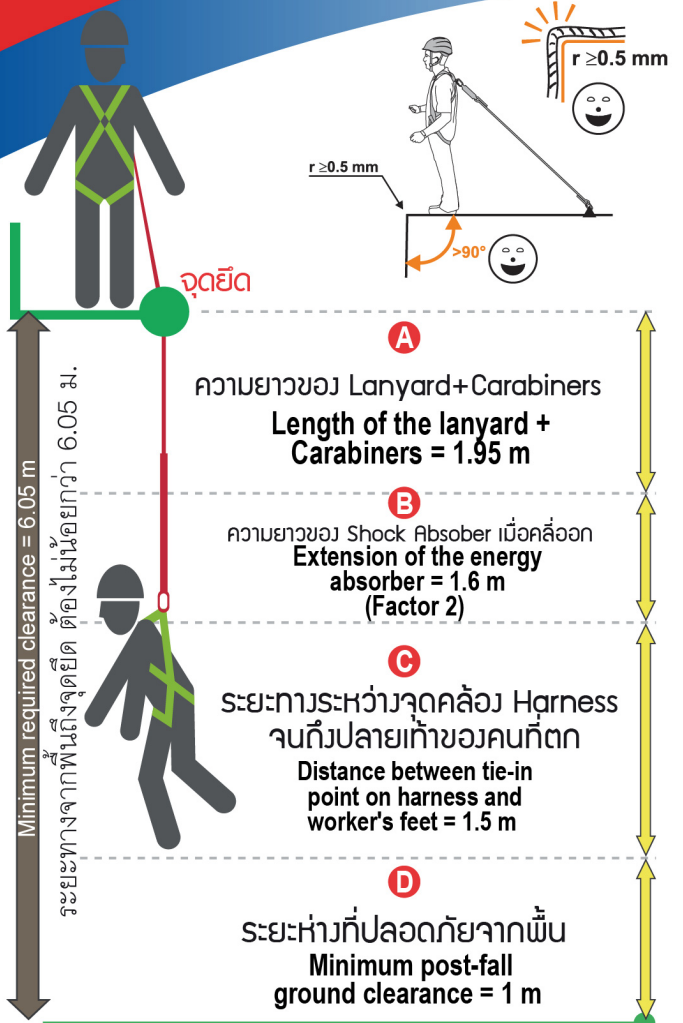 r ≥0.5 mm
r ≥0.5 mm
>90°
จุดยึด
A
ความยาวของ Lanyard+Carabiners
Length of the lanyard +
Carabiners = 1.95 m
B
ความยาวของ Shock Absober เมื่อคลี่ออก
Extension of the energy
absorber = 1.6 m
(Factor 2)
C
ระยะทางระหว่างจุดคล้อง Harness
จนถึงปลายเท้าของคนที่ตก
Distance between tie-in
point on harness and
worker's feet = 1.5 m
D
ระยะห่างที่ปลอดภัยจากพื้น
Minimum post-fall
ground clearance = 1 m
Minimum required clearance = 6.05 m
ระยะทางจากพื้นถึงจุดยึด ต้องไม่น้อยกว่า 6.05 ม.